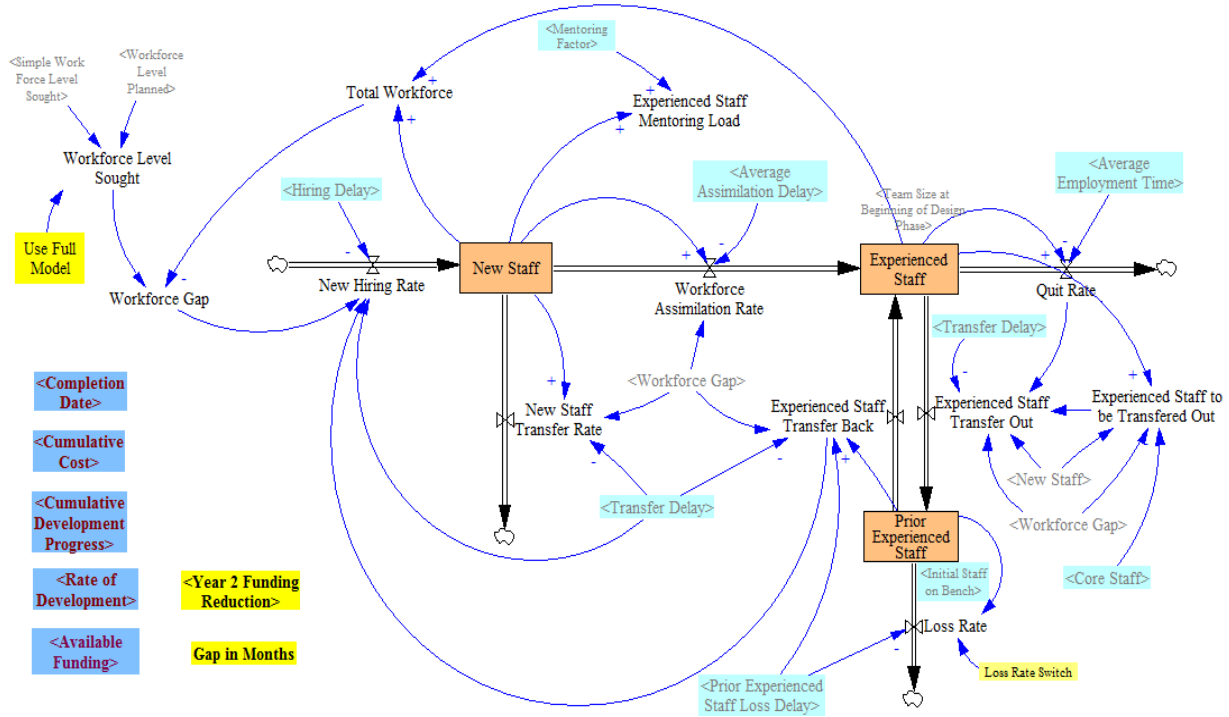 <Mentoring
Factor>
<Simple Work
Force Level
Sought>
<Workforce
Level
Planned>
Total Workforce
Experienced Staff
Mentoring Load
Workforce Level
Sought
<Hiring Delay>
<Average
Assimilation Delay>
<Team Size at
Beginning of Design
Phase>
<Average
Employment Time>
Use Full
Model
New Staff
Experienced
Staff
Workforce Gap
New Hiring Rate
Workforce
Assimilation Rate
Quit Rate
<Transfer Delay>
<Completion
Date>
<Workforce Gap>
New Staff
Transfer Rate
Experienced Staff
Transfer Back
Experienced Staff
Transfer Out
Experienced Staff to
be Transfered Out
<Cumulative
Cost>
<New Staff>
<Cumulative
Development
Progress>
<Transfer Delay>
<Workforce Gap>
Prior
Experienced
Staff
<Rate of
Development>
<Year 2 Funding
Reduction>
<Initial Staff
on Bench>
<Core Staff>
<Available
Funding>
Gap in Months
Loss Rate
Loss Rate Switch
<Prior Experienced
Staff Loss Delay>